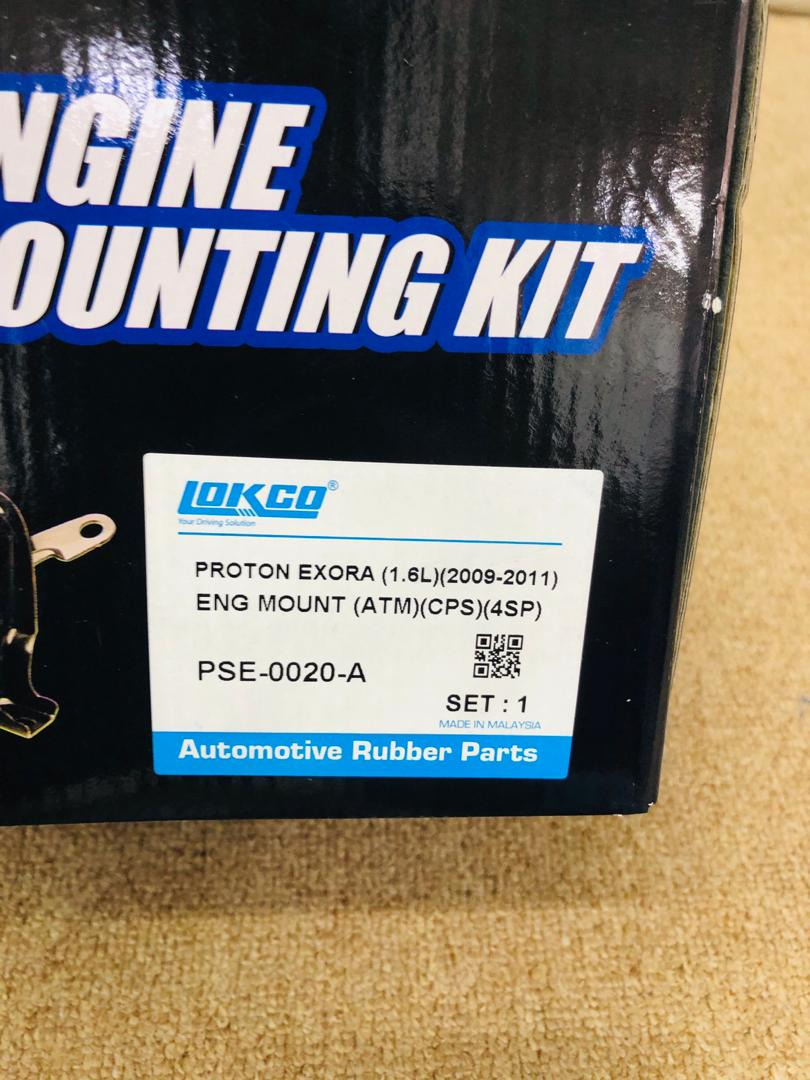 NGINE
OUNTING KIT
LOKCO®
Your Driving Solution
PROTON EXORA (1.6L)(2009-2011)
ENG MOUNT (ATM)(CPS)(4SP)
PSE-0020-A
SET : 1
MADE IN MALAYSIA
Automotive Rubber Parts